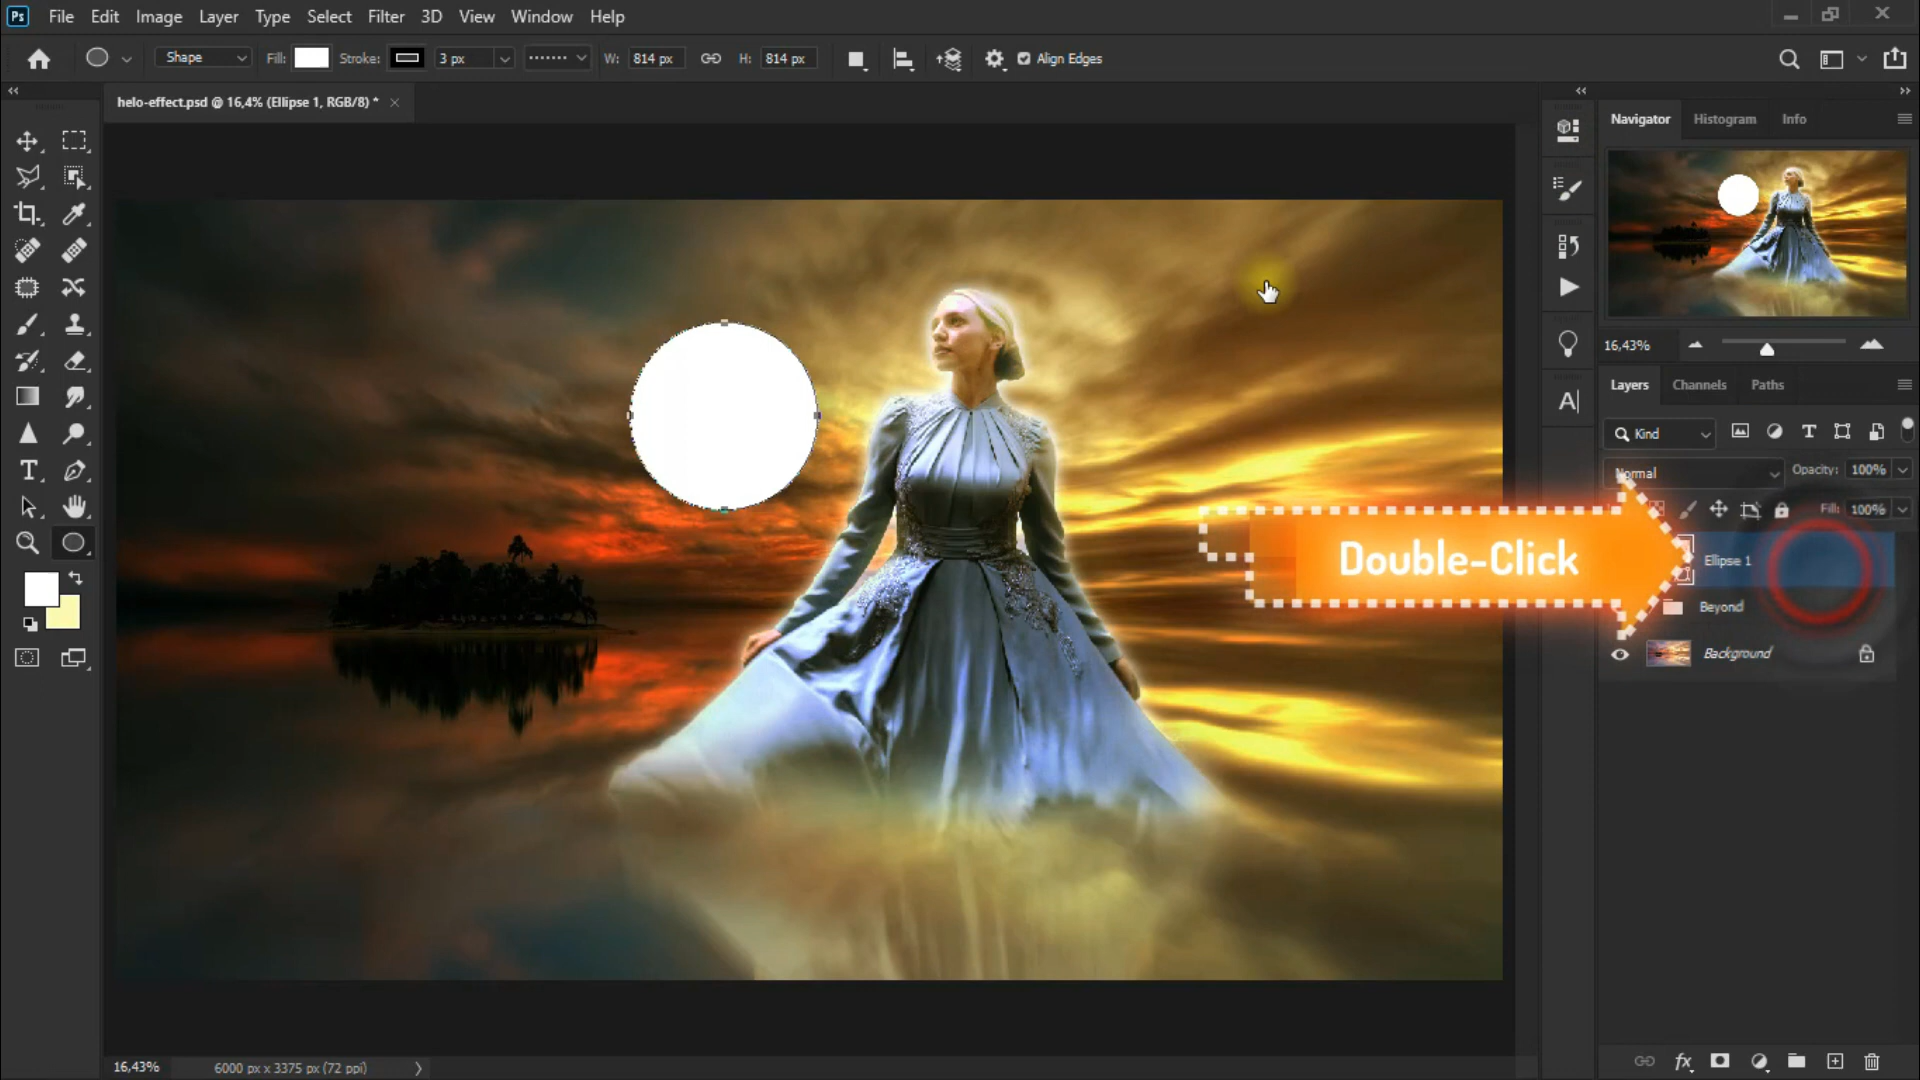 Ps File Edit Image Layer Type Select Filter 3D View Window Help
Shape Fill: Stroke: 3 px W: 814 px H: 814 px Align Edges
helo-effect.psd @ 16,4% (Ellipse 1, RGB/8) *
Navigator Histogram Info
16,43%
Layers Channels Paths
Kind
Normal Opacity: 100%
Fill: 100%
Double-Click
Ellipse 1
Beyond
Background
16,43% 6000 px x 3375 px (72 ppi)